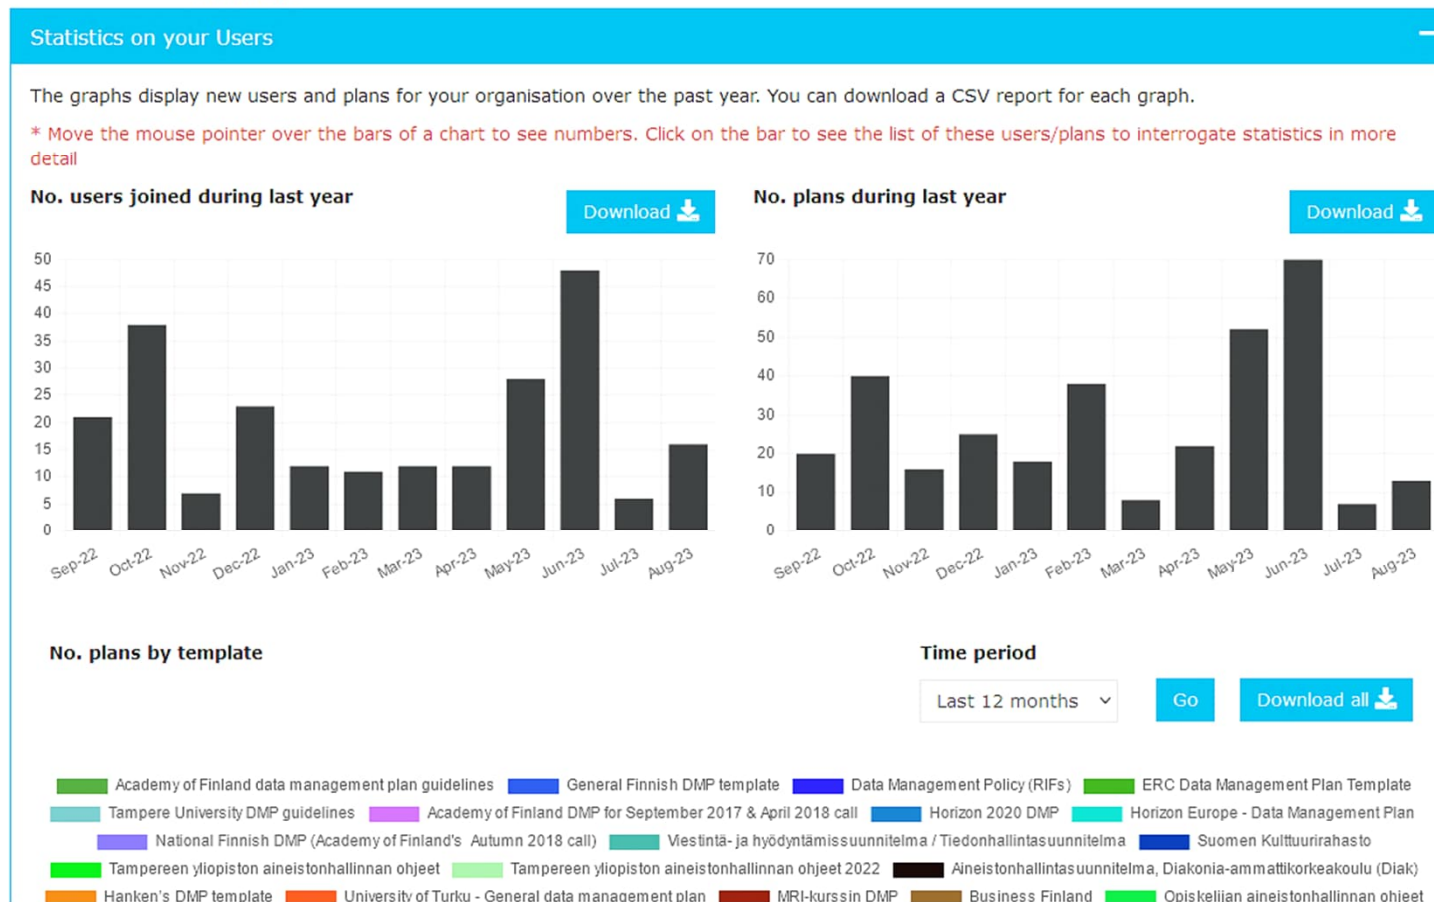 Statistics on your Users
The graphs display new users and plans for your organisation over the past year. You can download a CSV report for each graph.
* Move the mouse pointer over the bars of a chart to see numbers. Click on the bar to see the list of these users/plans to interrogate statistics in more
detail
No. users joined during last year
Download
50
45
40
35
30
25
20
15
10
5
0
Sep-22 Oct-22 Nov-22 Dec-22 Jan-23 Feb-23 Mar-23 Apr-23 May-23 Jun-23 Jul-23 Aug-23
No. plans during last year
Download
70
60
50
40
30
20
10
0
Sep-22 Oct-22 Nov-22 Dec-22 Jan-23 Feb-23 Mar-23 Apr-23 May-23 Jun-23 Jul-23 Aug-23
No. plans by template
Time period
Last 12 months Go Download all
Academy of Finland data management plan guidelines General Finnish DMP template Data Management Policy (RIFs) ERC Data Management Plan Template
Tampere University DMP guidelines Academy of Finland DMP for September 2017 & April 2018 call Horizon 2020 DMP Horizon Europe - Data Management Plan
National Finnish DMP (Academy of Finland's Autumn 2018 call) Viestintä- ja hyödyntämissuunnitelma / Tiedonhallintasuunnitelma Suomen Kulttuurirahasto
Tampereen yliopiston aineistonhallinnan ohjeet Tampereen yliopiston aineistonhallinnan ohjeet 2022 Aineistonhallintasuunnitelma, Diakonia-ammattikorkeakoulu (Diak)
Hanken's DMP template University of Turku - General data management plan MRI-kurssin DMP Business Finland Opiskelijan aineistonhallinnan ohjeet